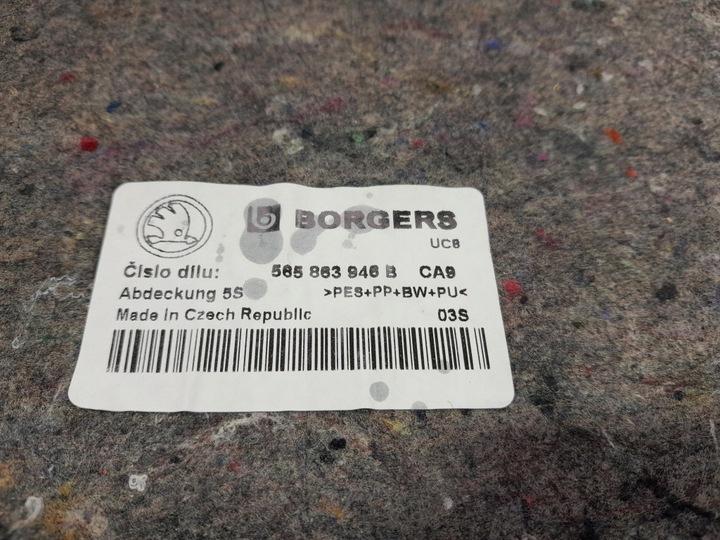 BORGERS
UC8
Číslo dílu: 565 863 946 B CA9
Abdeckung 5S >PES+PP+BW+PU<
Made in Czech Republic 03S